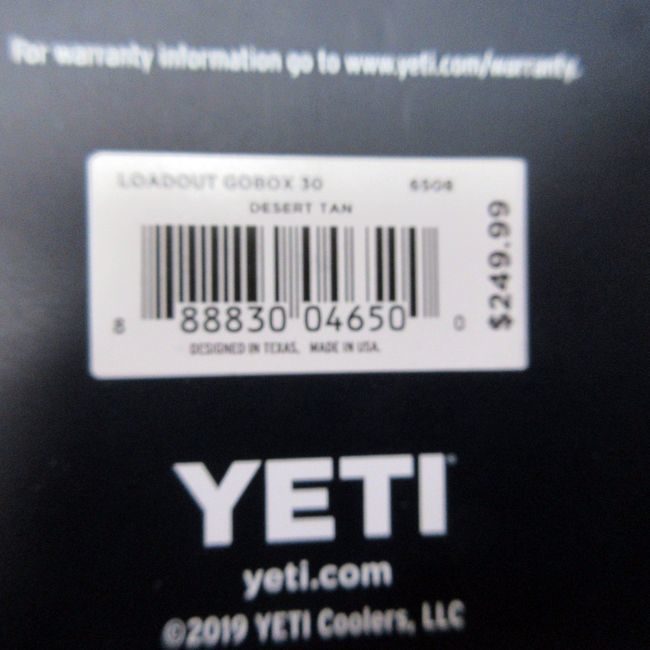 For warranty information go to www.yeti.com/warranty.
LOADOUT GOBOX 30 6508
DESERT TAN
$249.99
8 88830 04650 0
DESIGNED IN TEXAS. MADE IN USA.
YETI
yeti.com
©2019 YETI Coolers, LLC